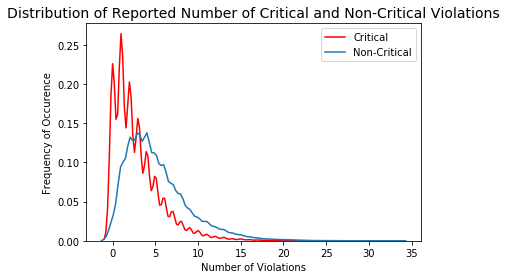 Distribution of Reported Number of Critical and Non-Critical Violations
Critical
Non-Critical
Frequency of Occurence
0.25
0.20
0.15
0.10
0.05
0.00
0 5 10 15 20 25 30 35
Number of Violations